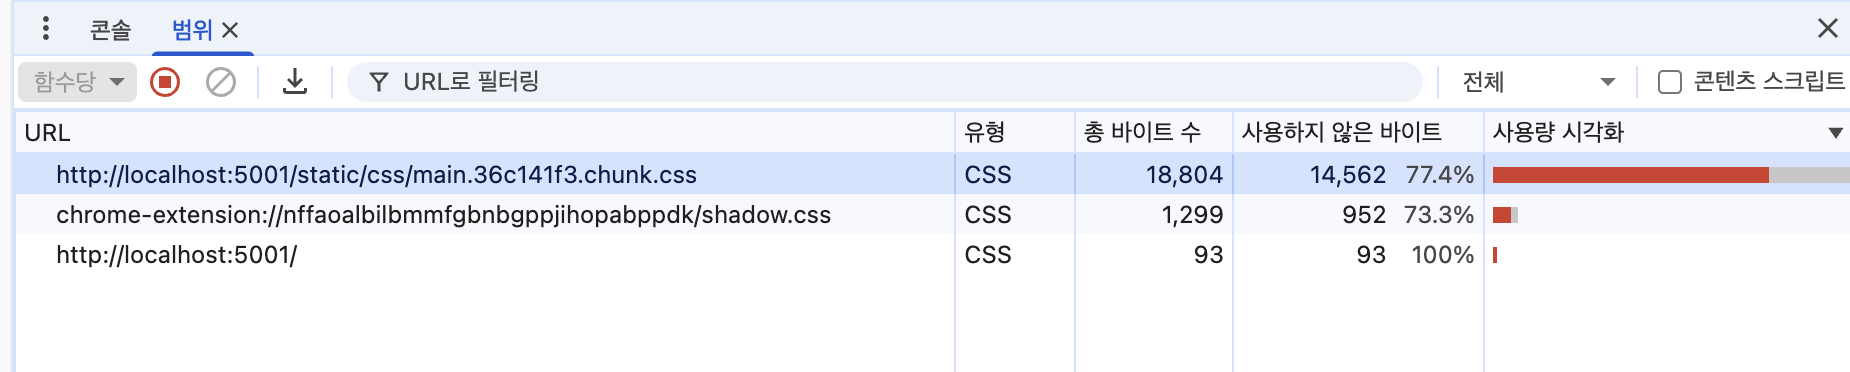 콘솔 범위
함수당 URL로 필터링 전체 콘텐츠 스크립트
URL 유형 총 바이트 수 사용하지 않은 바이트 사용량 시각화
http://localhost:5001/static/css/main.36c141f3.chunk.css CSS 18,804 14,562 77.4%
chrome-extension://nffaoalbilbmmfgbnbgppjihopabppdk/shadow.css CSS 1,299 952 73.3%
http://localhost:5001/ CSS 93 93 100%